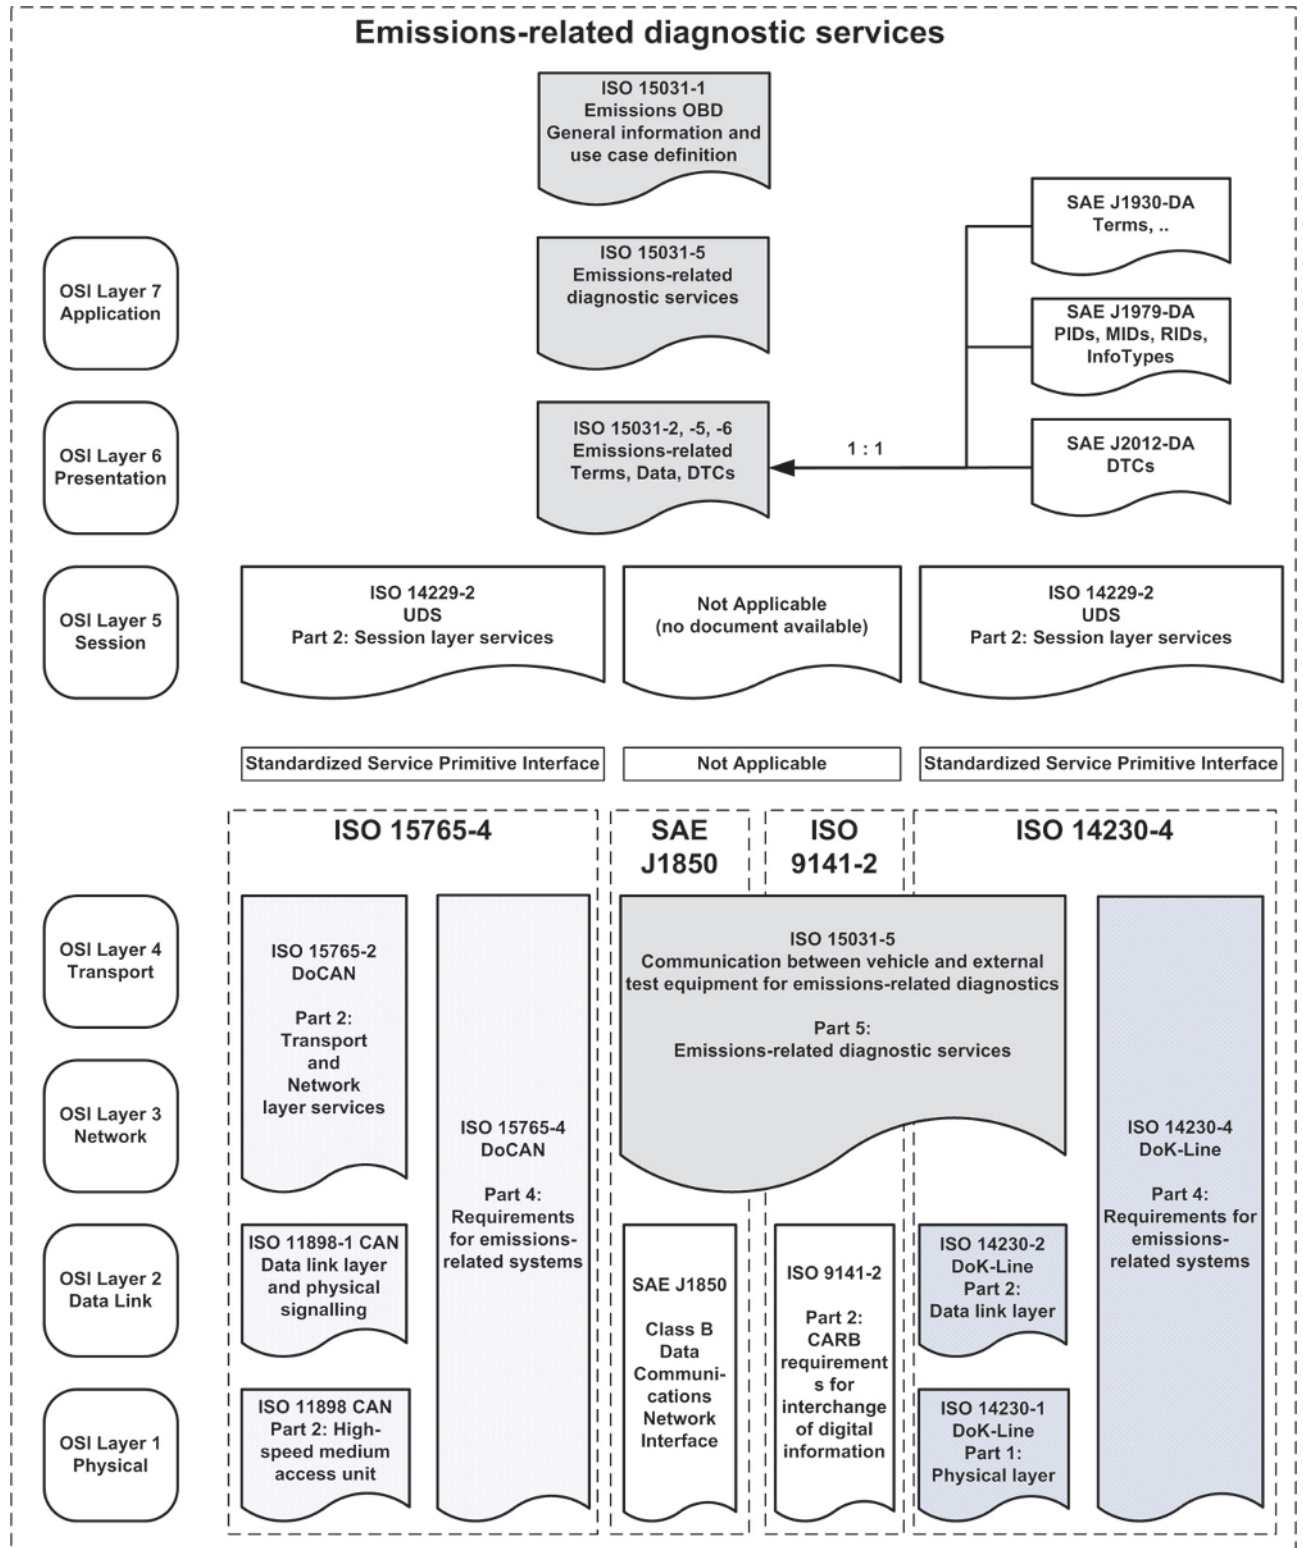 Emissions-related diagnostic services
ISO 15031-1
Emissions OBD
General information and
use case definition
SAE J1930-DA
Terms, ..
OSI Layer 7
Application
ISO 15031-5
Emissions-related
diagnostic services
SAE J1979-DA
PIDs, MIDs, RIDs,
InfoTypes
OSI Layer 6
Presentation
ISO 15031-2, -5, -6
Emissions-related
Terms, Data, DTCs
1 : 1
SAE J2012-DA
DTCs
OSI Layer 5
Session
ISO 14229-2
UDS
Part 2: Session layer services
Not Applicable
(no document available)
ISO 14229-2
UDS
Part 2: Session layer services
Standardized Service Primitive Interface
Not Applicable
Standardized Service Primitive Interface
ISO 15765-4
SAE
J1850
ISO
9141-2
ISO 14230-4
OSI Layer 4
Transport
ISO 15765-2
DoCAN
Part 2:
Transport
and
Network
layer services
ISO 15031-5
Communication between vehicle and external
test equipment for emissions-related diagnostics
Part 5:
Emissions-related diagnostic services
OSI Layer 3
Network
ISO 15765-4
DoCAN
Part 4:
Requirements
for emissions-
related systems
ISO 14230-4
DoK-Line
Part 4:
Requirements for
emissions-
related systems
OSI Layer 2
Data Link
ISO 11898-1 CAN
Data link layer
and physical
signalling
SAE J1850
Class B
Data
Communi-
cations
Network
Interface
ISO 9141-2
Part 2:
CARB
requirement
s for
interchange
of digital
information
ISO 14230-2
DoK-Line
Part 2:
Data link layer
OSI Layer 1
Physical
ISO 11898 CAN
Part 2: High-
speed medium
access unit
ISO 14230-1
DoK-Line
Part 1:
Physical layer